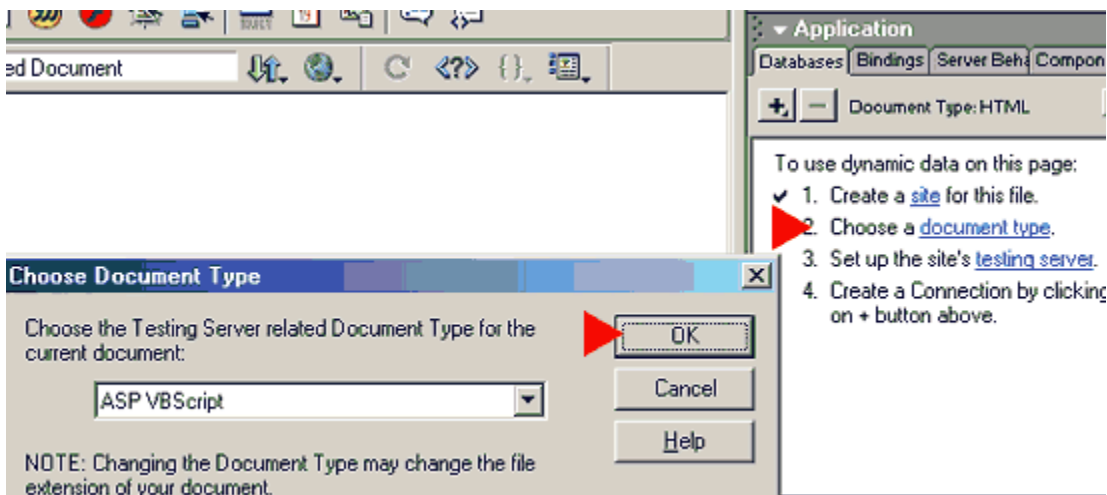 Application
ed Document
Databases Bindings Server Beha Compon
Document Type: HTML
To use dynamic data on this page:
1. Create a site for this file.
2. Choose a document type.
3. Set up the site's testing server.
4. Create a Connection by clicking
on + button above.
Choose Document Type
Choose the Testing Server related Document Type for the
current document:
ASP VBScript
OK
Cancel
Help
NOTE: Changing the Document Type may change the file
extension of your document.